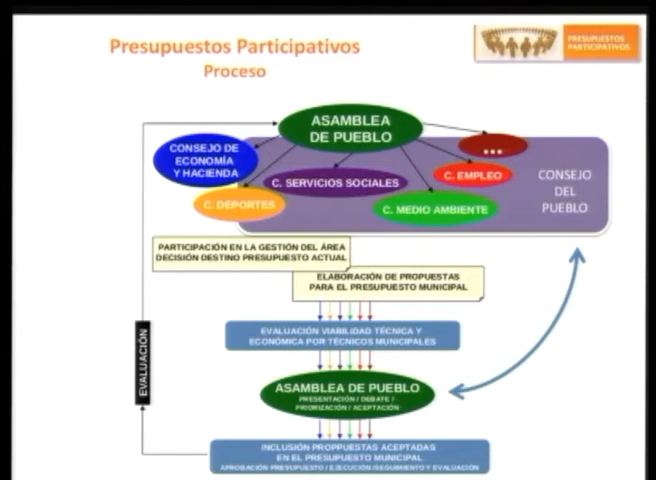 Presupuestos Participativos
Proceso
PRESUPUESTOS
PARTICIPATIVOS
ASAMBLEA
DE PUEBLO
CONSEJO DE
ECONOMÍA
Y HACIENDA
...
C. SERVICIOS SOCIALES
C. EMPLEO
C. DEPORTES
C. MEDIO AMBIENTE
CONSEJO
DEL
PUEBLO
PARTICIPACIÓN EN LA GESTIÓN DEL ÁREA
DECISIÓN DESTINO PRESUPUESTO ACTUAL
ELABORACIÓN DE PROPUESTAS
PARA EL PRESUPUESTO MUNICIPAL
EVALUACIÓN VIABILIDAD TÉCNICA Y
ECONÓMICA POR TÉCNICOS MUNICIPALES
EVALUACIÓN
ASAMBLEA DE PUEBLO
PRESENTACIÓN / DEBATE /
PRIORIZACIÓN / ACEPTACIÓN
INCLUSIÓN PROPPUESTAS ACEPTADAS
EN EL PRESUPUESTO MUNICIPAL
APROBACIÓN PRESUPUESTO / EJECUCIÓN /SEGUIMIENTO Y EVALUACIÓN